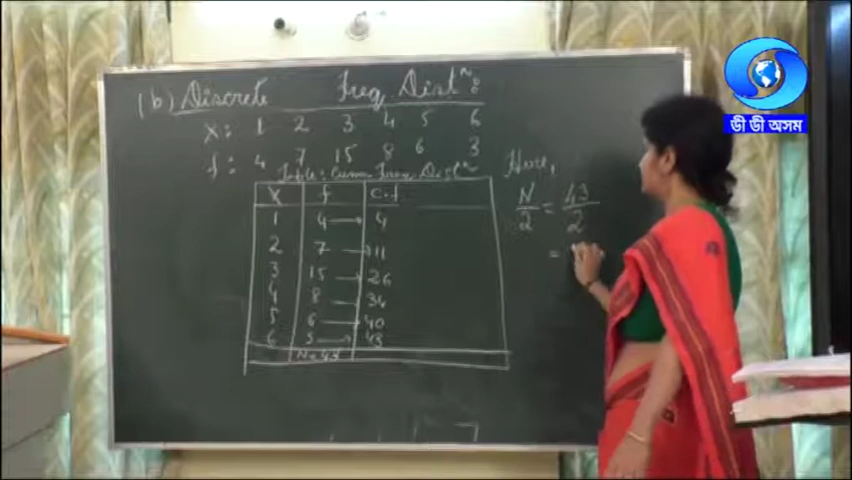 (b) Discrete Freq Distⁿ:
X: 1 2 3 4 5 6
f: 4 7 15 8 6 3
Table: Cumm Freq Distⁿ
X f C.f
1 4 → 4
2 7 → 11
3 15 → 26
4 8 → 34
5 6 → 40
6 3 → 43
N = 43
Here,
N/2 = 43/2
=
ডী ডী অসম